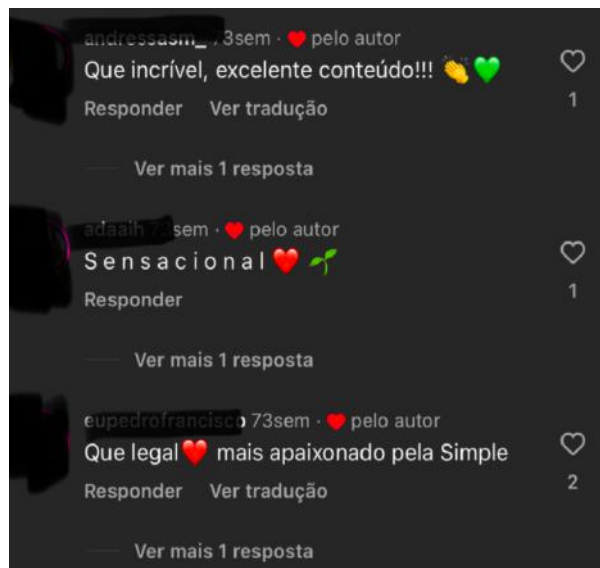 73sem · ❤️ pelo autor
Que incrível, excelente conteúdo!!! 👏💚
1
Responder Ver tradução
Ver mais 1 resposta
sem · ❤️ pelo autor
S e n s a c i o n a l ❤️ 🌱
1
Responder
Ver mais 1 resposta
73sem · ❤️ pelo autor
Que legal❤️ mais apaixonado pela Simple
2
Responder Ver tradução
Ver mais 1 resposta